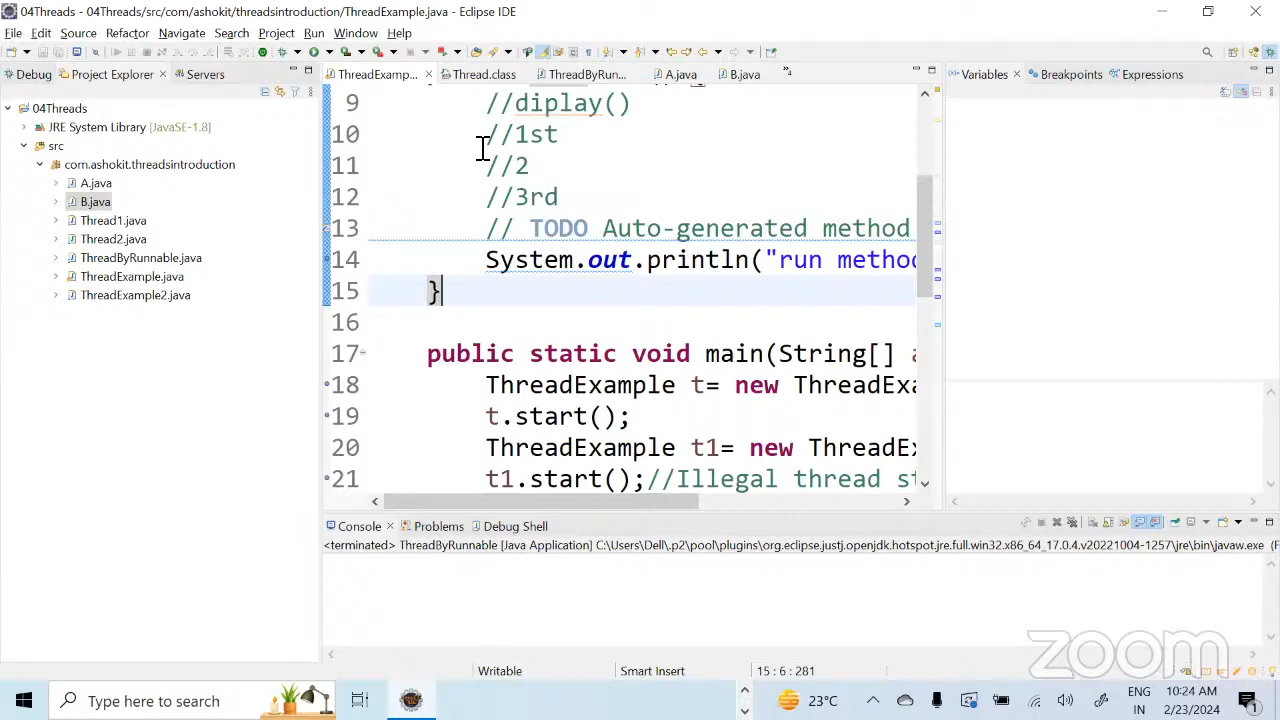 04Threads - 04Threads/src/com/ashokit/threadsintroduction/ThreadExample.java - Eclipse IDE
File Edit Source Refactor Navigate Search Project Run Window Help
Debug Project Explorer Servers
ThreadExamp... Thread.class ThreadByRun... A.java B.java
Variables Breakpoints Expressions
04Threads
JRE System Library [JavaSE-1.8]
src
com.ashokit.threadsintroduction
A.java
B.java
Thread1.java
Thread2.java
ThreadByRunnable.java
ThreadExample.java
ThreadExample2.java
9 //diplay()
10 //1st
11 //2
12 //3rd
13 // TODO Auto-generated method
14 System.out.println("run metho
15 }
16
17 public static void main(String[] a
18 ThreadExample t= new ThreadExa
19 t.start();
20 ThreadExample t1= new ThreadEx
21 t1.start();//Illegal thread st
Console Problems Debug Shell
<terminated> ThreadByRunnable [Java Application] C:\Users\Dell\.p2\pool\plugins\org.eclipse.justj.openjdk.hotspot.jre.full.win32.x86_64_17.0.4.v20221004-1257\jre\bin\javaw.exe (F
zoom
Writable Smart Insert 15 : 6 : 281
Type here to search
23°C
ENG
IN
10:24 AM
2/23/2024
1